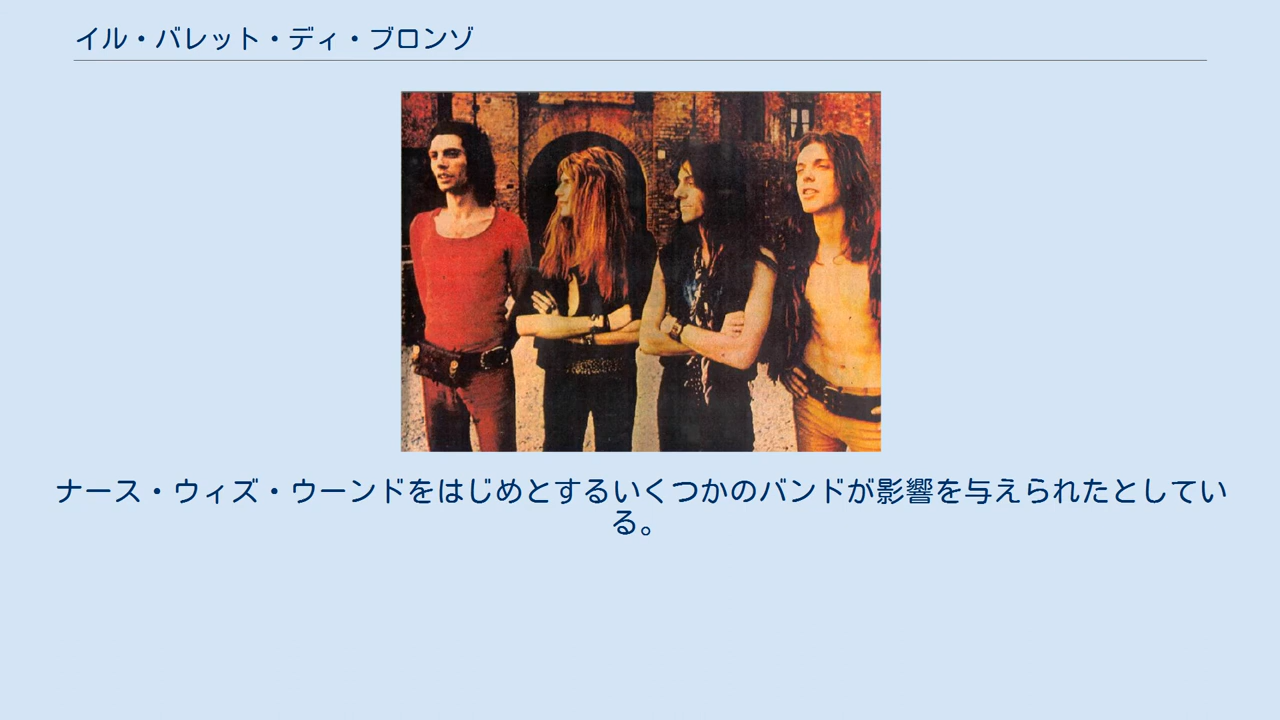 イル・バレット・ディ・ブロンゾ
ナース・ウィズ・ウーンドをはじめとするいくつかのバンドが影響を与えられたとしてい
る。